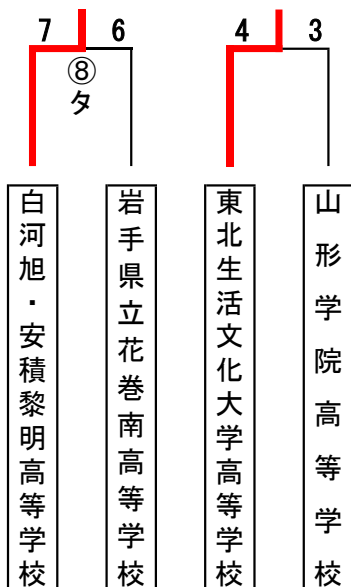 7 6 4 3
⑧
タ
白河旭・安積黎明高等学校
岩手県立花巻南高等学校
東北生活文化大学高等学校
山形学院高等学校